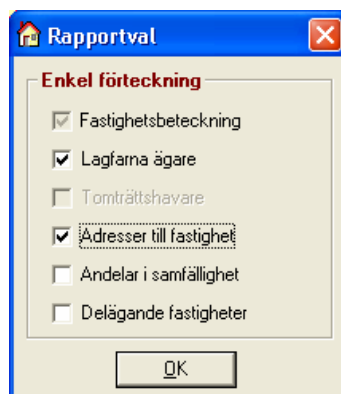 Rapportval
Enkel förteckning
Fastighetsbeteckning
Lagfarna ägare
Tomträttshavare
Adresser till fastighet
Andelar i samfällighet
Delägande fastigheter
OK